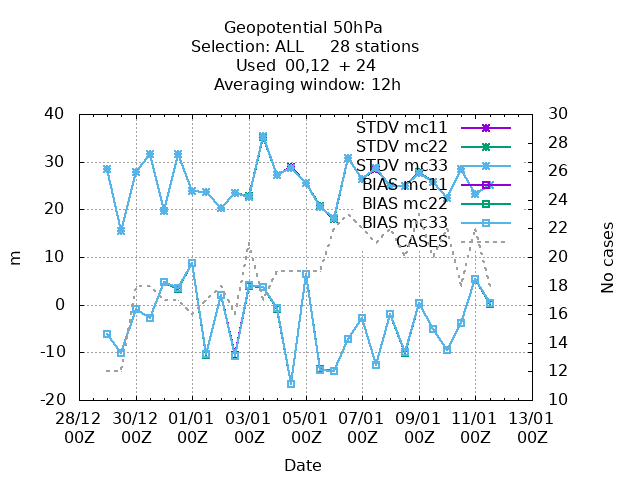 Geopotential 50hPa
Selection: ALL 28 stations
Used 00,12 + 24
Averaging window: 12h
40 30
STDV mc11
28
STDV mc22
30
STDV mc33
26
BIAS mc11
24
BIAS mc22
20
BIAS mc33
22
CASES
10 20
m
No cases
18
0
16
-10 14
12
-20 10
28/12 30/12 01/01 03/01 05/01 07/01 09/01 11/01 13/01
00Z 00Z 00Z 00Z 00Z 00Z 00Z 00Z 00Z
Date